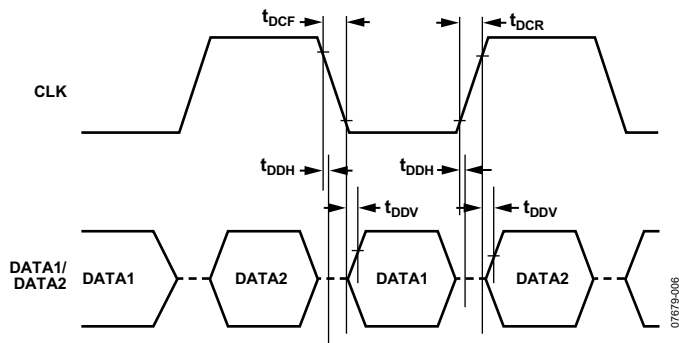 tDCF
tDCR
CLK
tDDH
tDDH
tDDV
tDDV
DATA1/
DATA2
DATA1
DATA2
DATA1
DATA2
07679-006